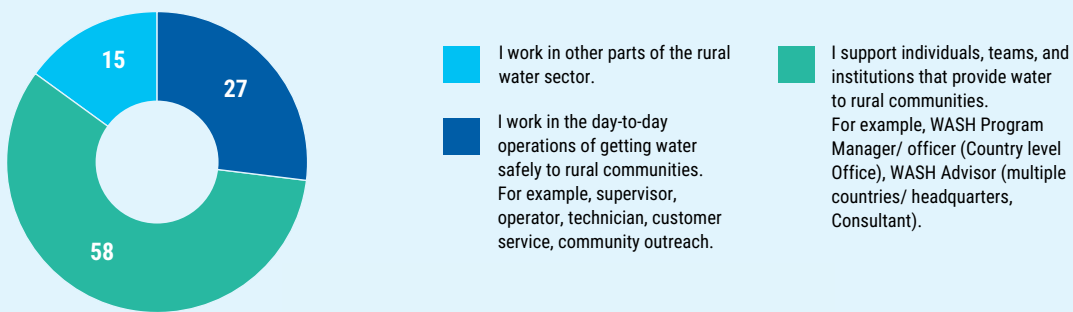 15
27
58
I work in other parts of the rural
water sector.
I work in the day-to-day
operations of getting water
safely to rural communities.
For example, supervisor,
operator, technician, customer
service, community outreach.
I support individuals, teams, and
institutions that provide water
to rural communities.
For example, WASH Program
Manager/ officer (Country level
Office), WASH Advisor (multiple
countries/ headquarters,
Consultant).